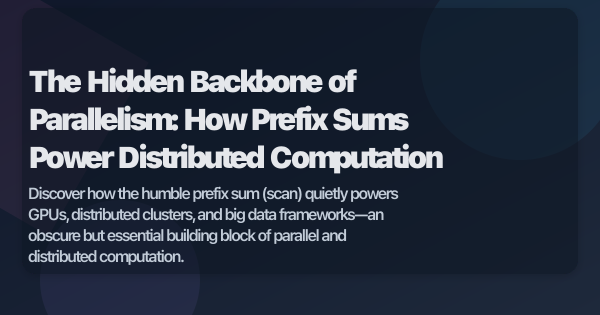 The Hidden Backbone of
Parallelism: How Prefix Sums
Power Distributed Computation
Discover how the humble prefix sum (scan) quietly powers
GPUs, distributed clusters, and big data frameworks—an
obscure but essential building block of parallel and
distributed computation.